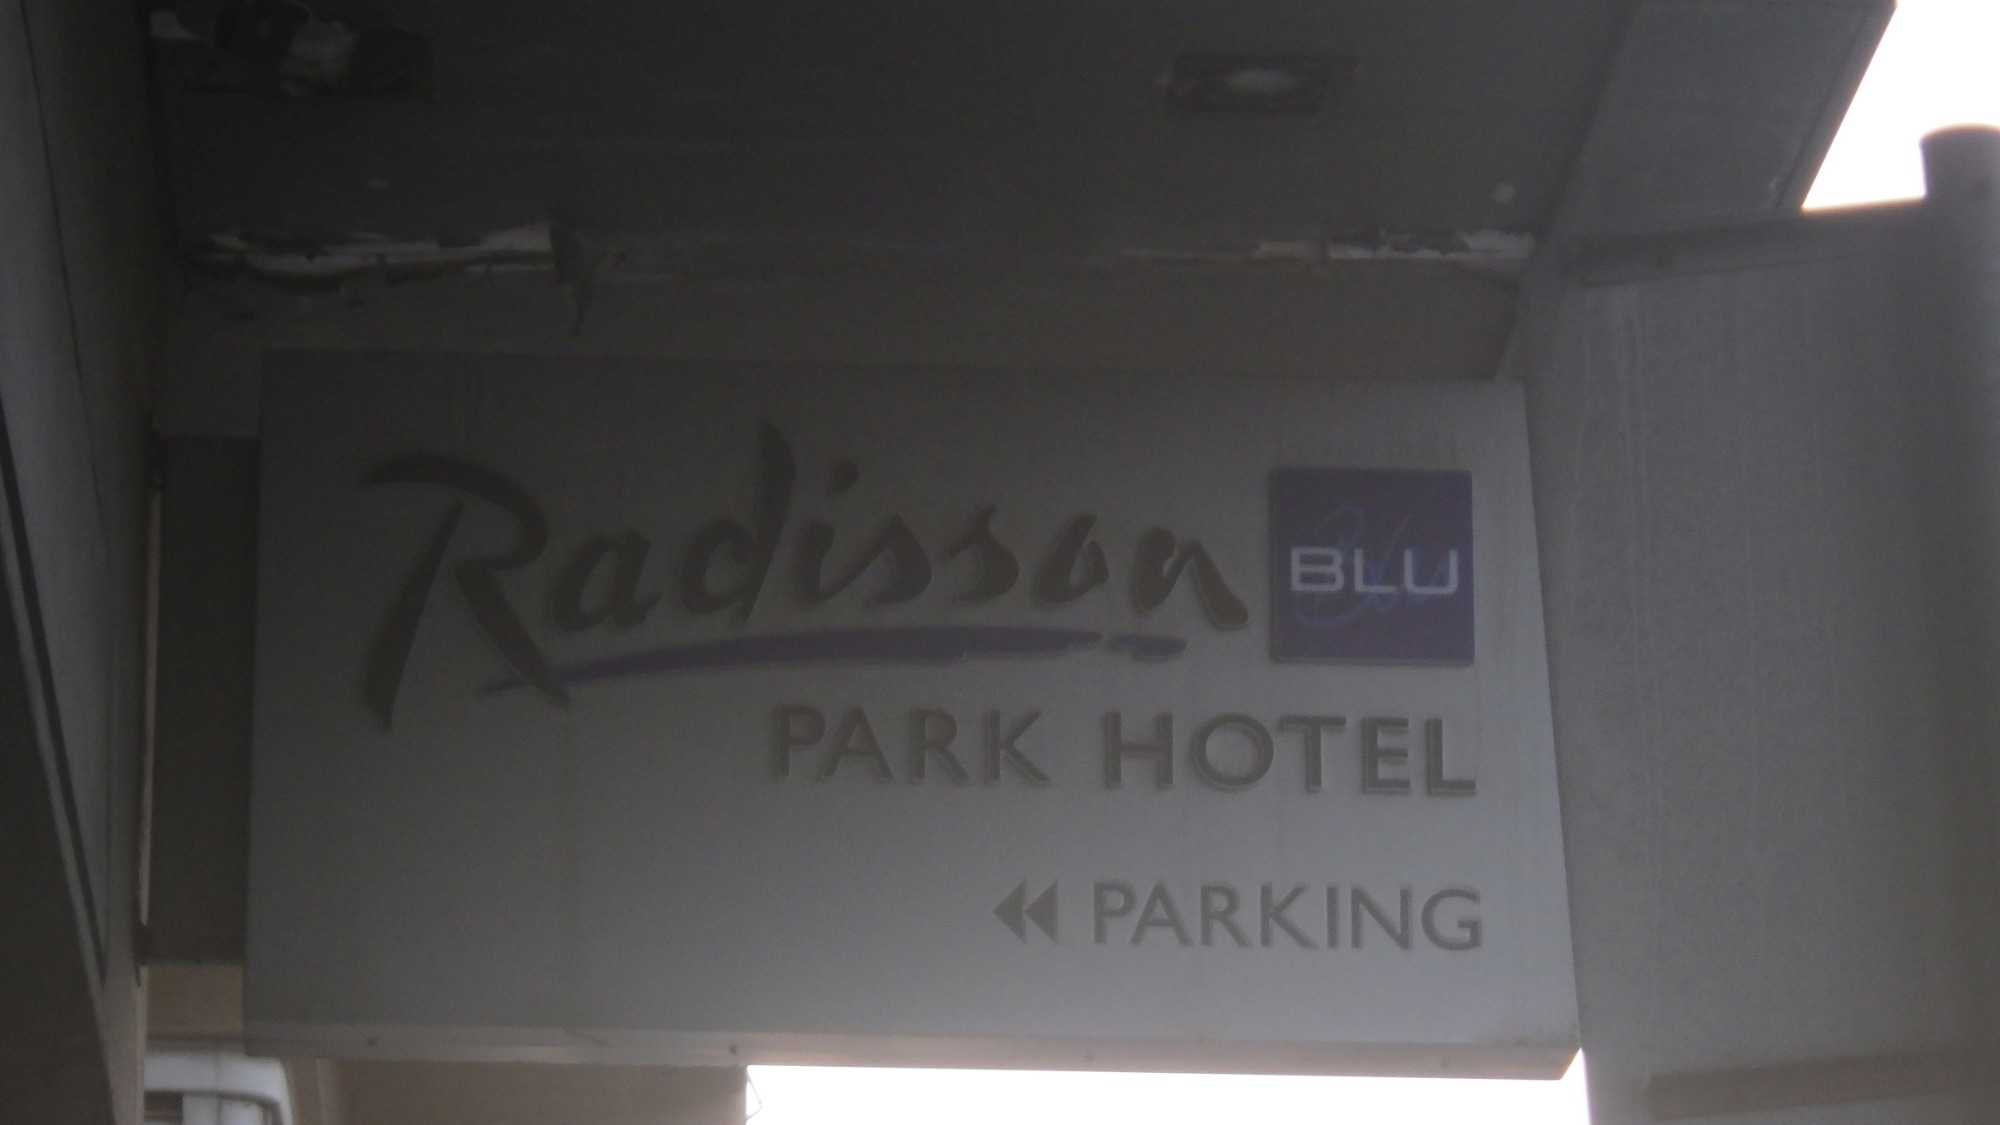 Radisson BLU
PARK HOTEL
PARKING